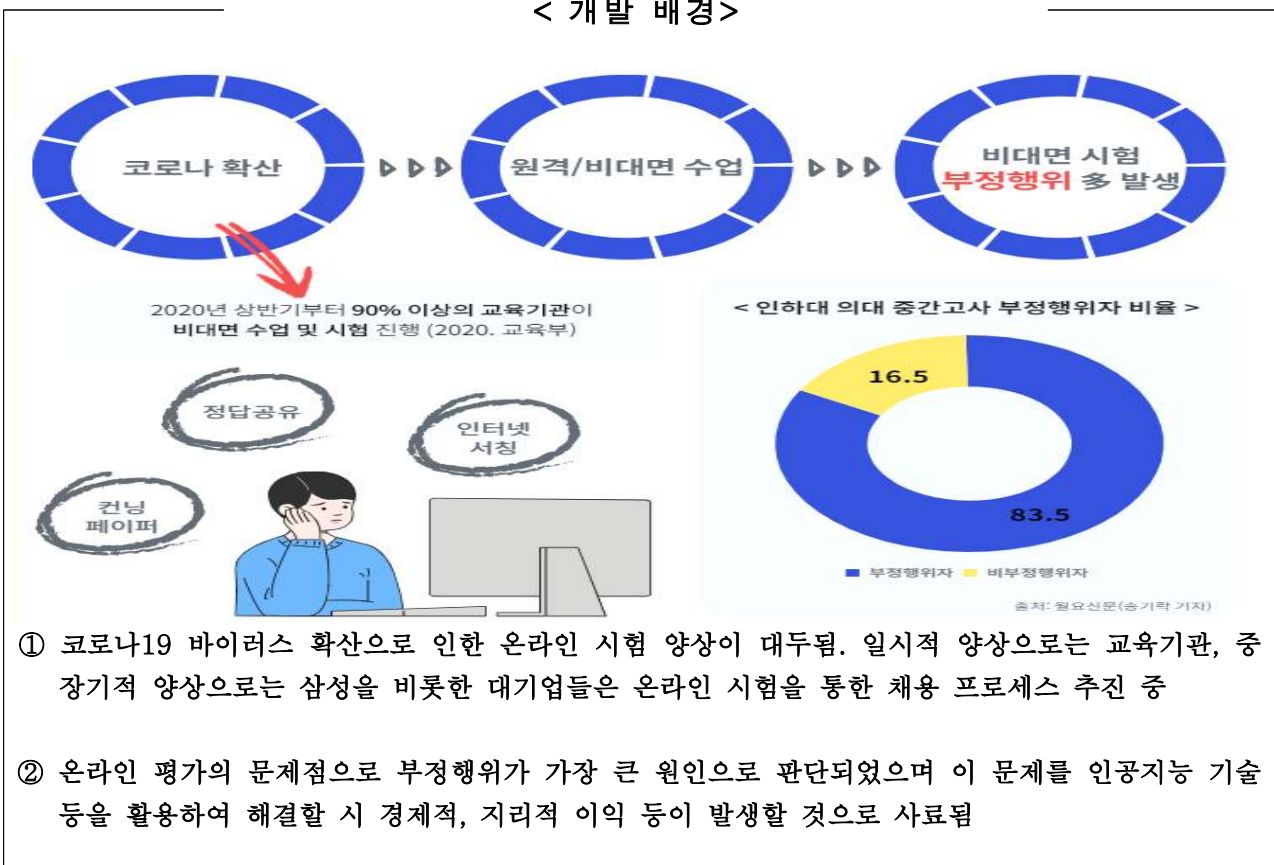 < 개발 배경>
코로나 확산
원격/비대면 수업
비대면 시험
부정행위 多 발생
2020년 상반기부터 90% 이상의 교육기관이
비대면 수업 및 시험 진행 (2020. 교육부)
정답공유
인터넷
서칭
컨닝
페이퍼
< 인하대 의대 중간고사 부정행위자 비율 >
16.5
83.5
부정행위자 비부정행위자
출처: 월요신문(송기락 기자)
① 코로나19 바이러스 확산으로 인한 온라인 시험 양상이 대두됨. 일시적 양상으로는 교육기관, 중
장기적 양상으로는 삼성을 비롯한 대기업들은 온라인 시험을 통한 채용 프로세스 추진 중
② 온라인 평가의 문제점으로 부정행위가 가장 큰 원인으로 판단되었으며 이 문제를 인공지능 기술
등을 활용하여 해결할 시 경제적, 지리적 이익 등이 발생할 것으로 사료됨